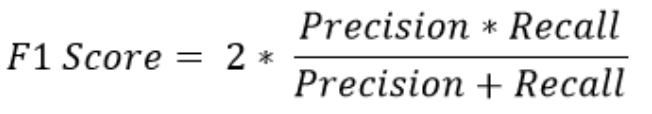 F1 Score = 2 * Precision * Recall / Precision + Recall